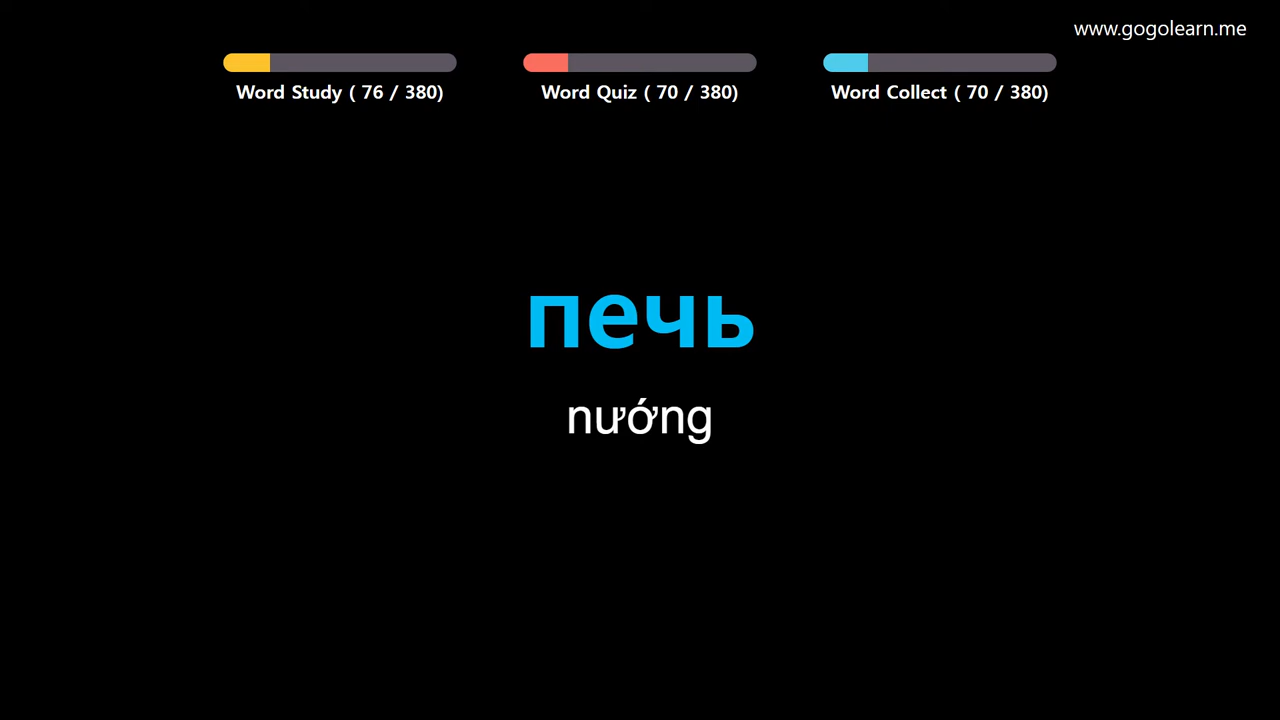 www.gogolearn.me
Word Study ( 76 / 380)
Word Quiz ( 70 / 380)
Word Collect ( 70 / 380)
печь
nướng